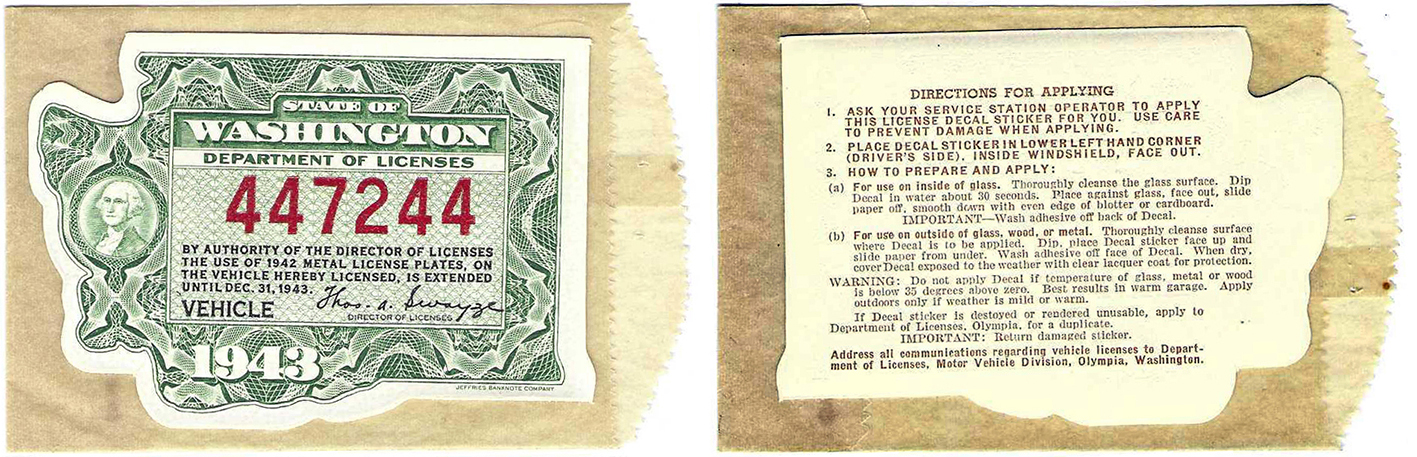 STATE OF
WASHINGTON
DEPARTMENT OF LICENSES
447244
BY AUTHORITY OF THE DIRECTOR OF LICENSES
THE USE OF 1942 METAL LICENSE PLATES, ON
THE VEHICLE HEREBY LICENSED, IS EXTENDED
UNTIL DEC. 31, 1943.
Thos. A. Swayze
VEHICLE
DIRECTOR OF LICENSES
1943
JEFFRIES BANKNOTE COMPANY
DIRECTIONS FOR APPLYING
1. ASK YOUR SERVICE STATION OPERATOR TO APPLY
THIS LICENSE DECAL STICKER FOR YOU. USE CARE
TO PREVENT DAMAGE WHEN APPLYING.
2. PLACE DECAL STICKER IN LOWER LEFT HAND CORNER
(DRIVER'S SIDE), INSIDE WINDSHIELD, FACE OUT.
3. HOW TO PREPARE AND APPLY:
(a) For use on inside of glass. Thoroughly cleanse the glass surface. Dip
Decal in water about 30 seconds. Place against glass, face out, slide
paper off, smooth down with even edge of blotter or cardboard.
IMPORTANT—Wash adhesive off back of Decal.
(b) For use on outside of glass, wood, or metal. Thoroughly cleanse surface
where Decal is to be applied. Dip, place Decal sticker face up and
slide paper from under. Wash adhesive off face of Decal. When dry,
cover Decal exposed to the weather with clear lacquer coat for protection.
WARNING: Do not apply Decal if temperature of glass, metal or wood
is below 35 degrees above zero. Best results in warm garage. Apply
outdoors only if weather is mild or warm.
If Decal sticker is destoyed or rendered unusable, apply to
Department of Licenses, Olympia, for a duplicate.
IMPORTANT: Return damaged sticker.
Address all communications regarding vehicle licenses to Depart-
ment of Licenses, Motor Vehicle Division, Olympia, Washington.